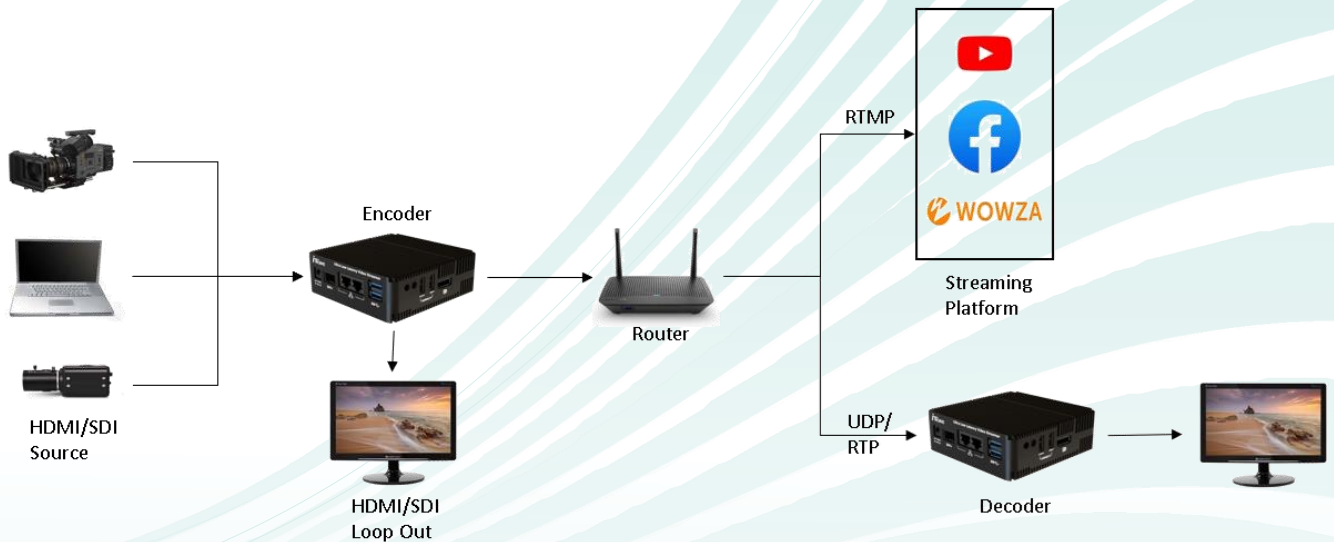 HDMI/SDI
Source
Encoder
HDMI/SDI
Loop Out
Router
RTMP
WOWZA
Streaming
Platform
UDP/
RTP
Decoder